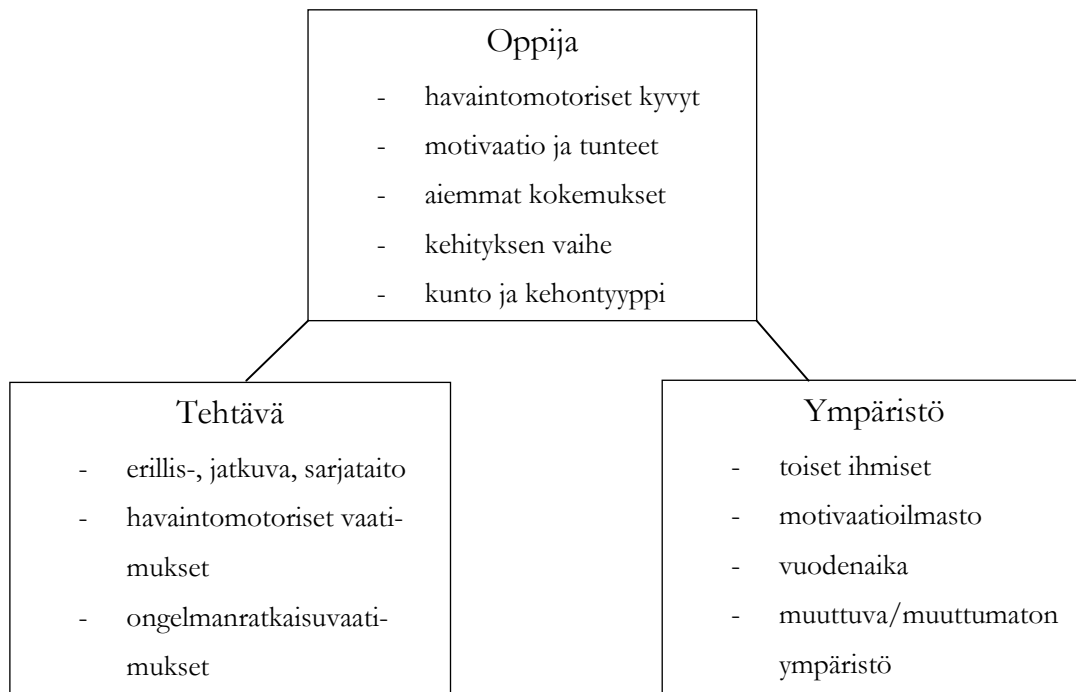 Oppija
- havaintomotoriset kyvyt
- motivaatio ja tunteet
- aiemmat kokemukset
- kehityksen vaihe
- kunto ja kehontyyppi
Tehtävä
- erillis-, jatkuva, sarjataito
- havaintomotoriset vaati-
mukset
- ongelmanratkaisuvaati-
mukset
Ympäristö
- toiset ihmiset
- motivaatioilmasto
- vuodenaika
- muuttuva/muuttumaton
ympäristö